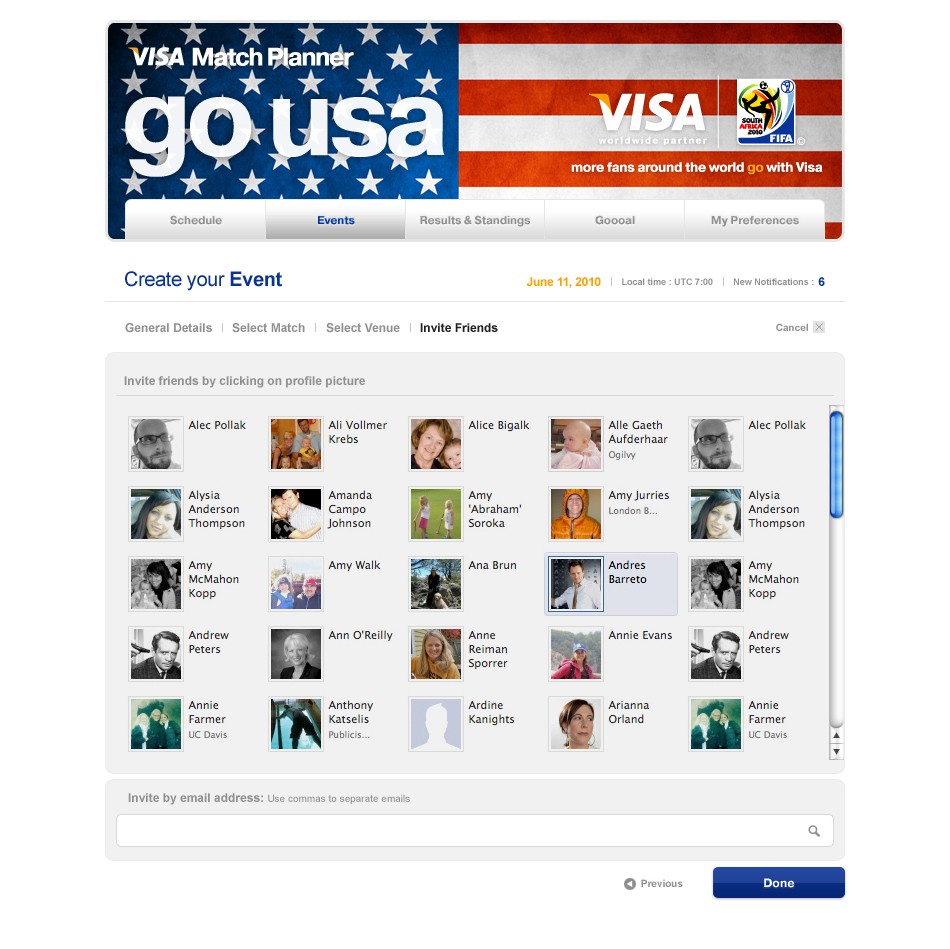 VISA Match Planner
go usa
VISA
worldwide partner
SOUTH
AFRICA
2010
FIFA
©
more fans around the world go with Visa
Schedule
Events
Results & Standings
Goooal
My Preferences
Create your Event
June 11, 2010
Local time : UTC 7:00
New Notifications : 6
General Details
Select Match
Select Venue
Invite Friends
Cancel
Invite friends by clicking on profile picture
Alec Pollak
Ali Vollmer
Krebs
Alice Bigalk
Alle Gaeth
Aufderhaar
Ogilvy
Alec Pollak
Alysia
Anderson
Thompson
Amanda
Campo
Johnson
Amy
'Abraham'
Soroka
Amy Jurries
London B...
Alysia
Anderson
Thompson
Amy
McMahon
Kopp
Amy Walk
Ana Brun
Andres
Barreto
Amy
McMahon
Kopp
Andrew
Peters
Ann O'Reilly
Anne
Reiman
Sporrer
Annie Evans
Andrew
Peters
Annie
Farmer
UC Davis
Anthony
Katselis
Publicis...
Ardine
Kanights
Arianna
Orland
Annie
Farmer
UC Davis
Invite by email address: Use commas to separate emails
Previous
Done